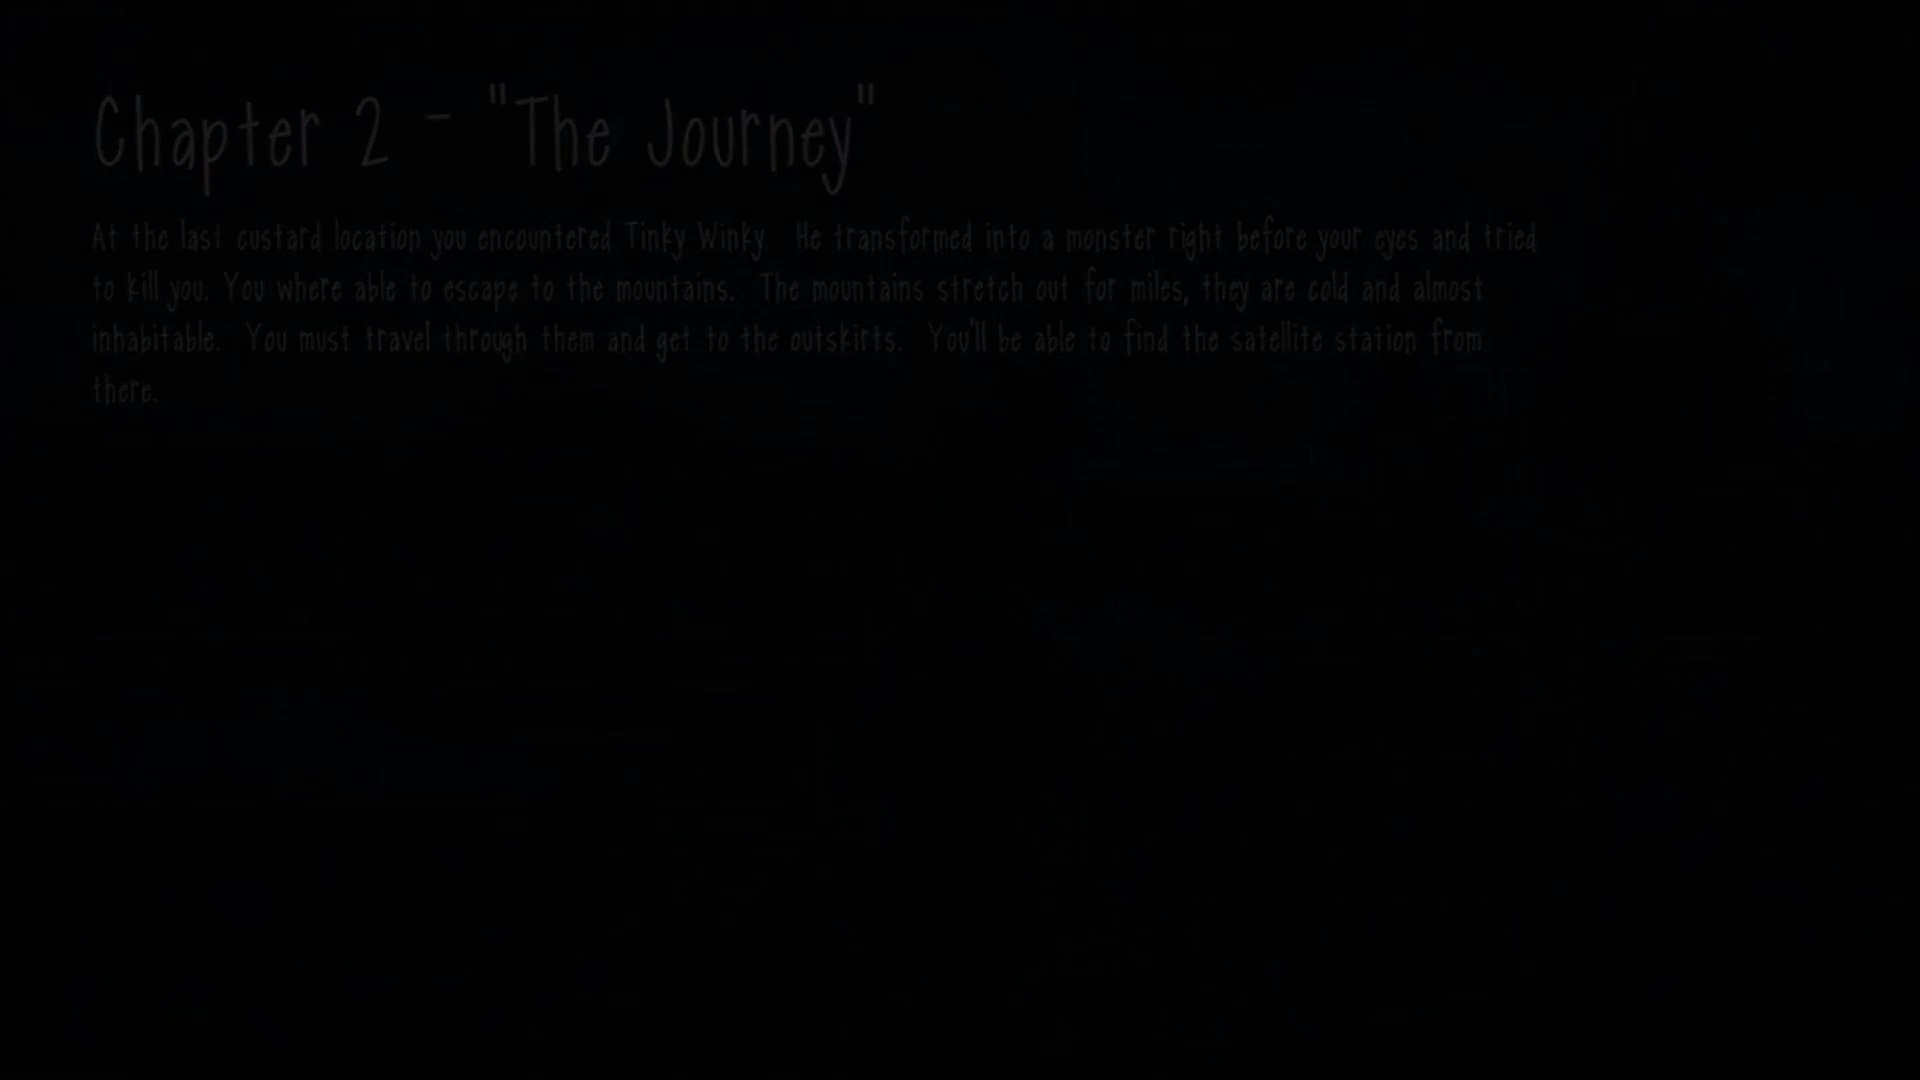 Chapter 2 - "The Journey"
At the last custard location you encountered Tinky Winky.  He transformed into a monster right before your eyes and tried
to kill you. You where able to escape to the mountains.  The mountains stretch out for miles, they are cold and almost
inhabitable.  You must travel through them and get to the outskirts.  You'll be able to find the satellite station from
there.